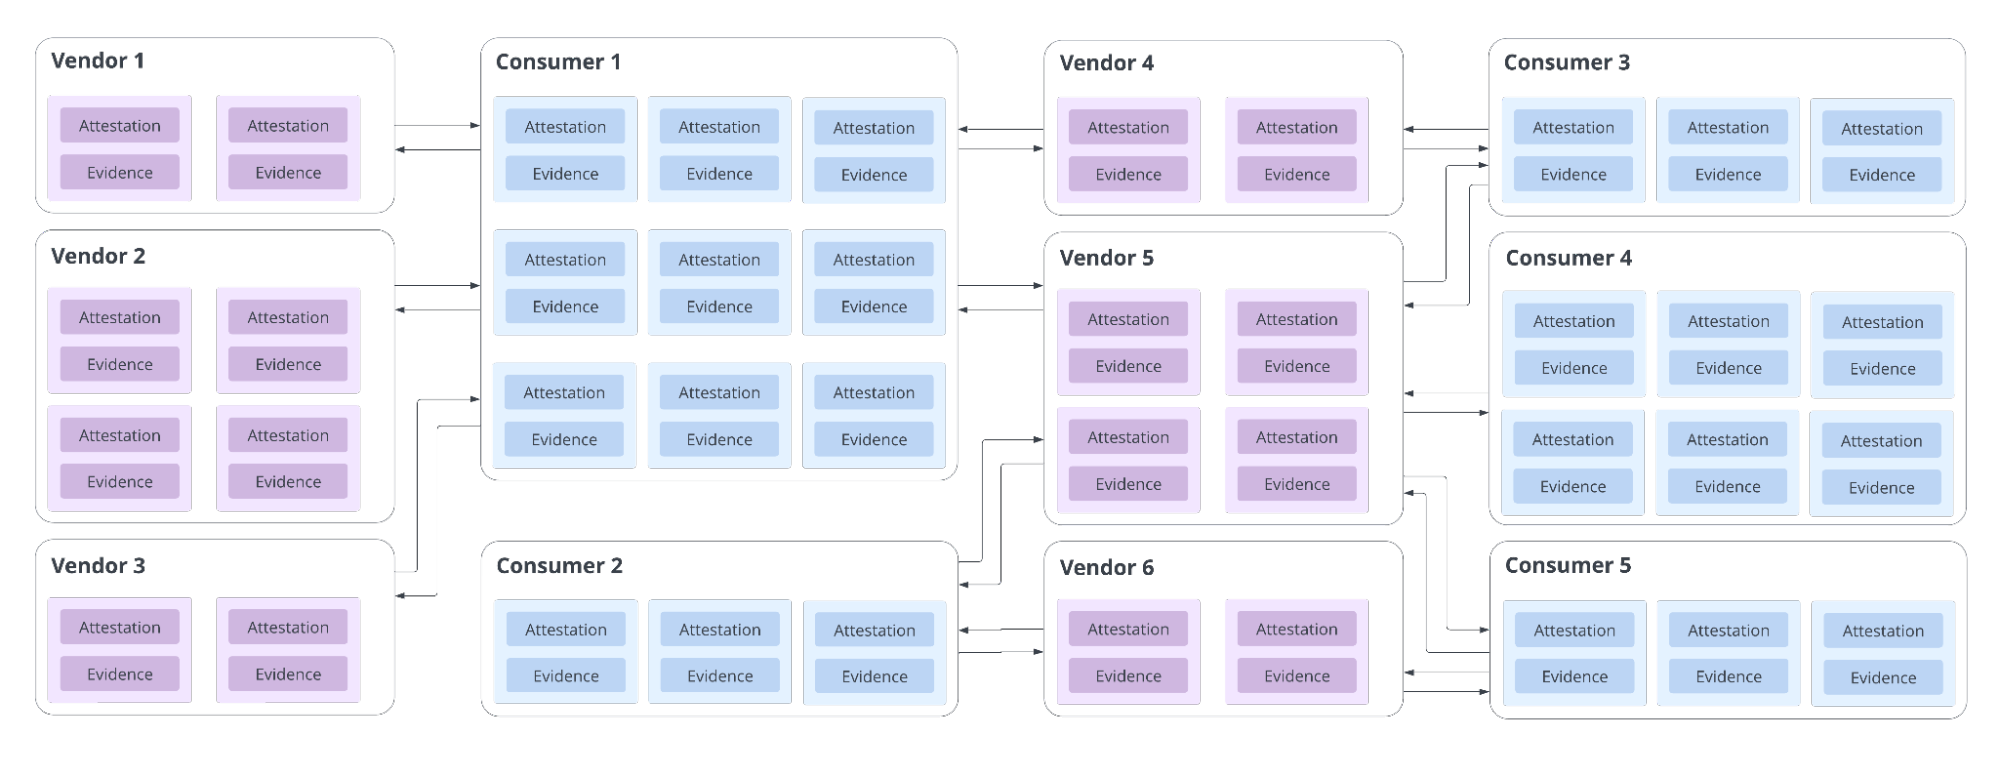 Vendor 1
Attestation
Evidence
Attestation
Evidence
Vendor 2
Attestation
Evidence
Attestation
Evidence
Attestation
Evidence
Attestation
Evidence
Vendor 3
Attestation
Evidence
Attestation
Evidence
Consumer 1
Attestation
Evidence
Attestation
Evidence
Attestation
Evidence
Attestation
Evidence
Attestation
Evidence
Attestation
Evidence
Attestation
Evidence
Attestation
Evidence
Attestation
Evidence
Consumer 2
Attestation
Evidence
Attestation
Evidence
Attestation
Evidence
Vendor 4
Attestation
Evidence
Attestation
Evidence
Vendor 5
Attestation
Evidence
Attestation
Evidence
Attestation
Evidence
Attestation
Evidence
Vendor 6
Attestation
Evidence
Attestation
Evidence
Consumer 3
Attestation
Evidence
Attestation
Evidence
Attestation
Evidence
Consumer 4
Attestation
Evidence
Attestation
Evidence
Attestation
Evidence
Attestation
Evidence
Attestation
Evidence
Attestation
Evidence
Consumer 5
Attestation
Evidence
Attestation
Evidence
Attestation
Evidence